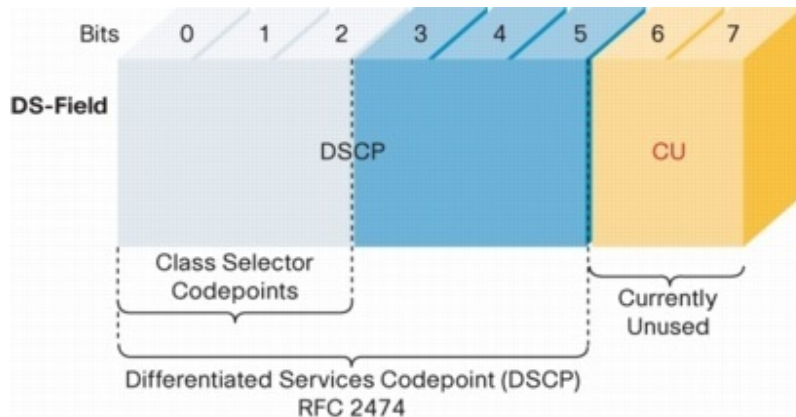 Bits 0 1 2 3 4 5 6 7
DS-Field
DSCP CU
Class Selector
Codepoints
Currently
Unused
Differentiated Services Codepoint (DSCP)
RFC 2474